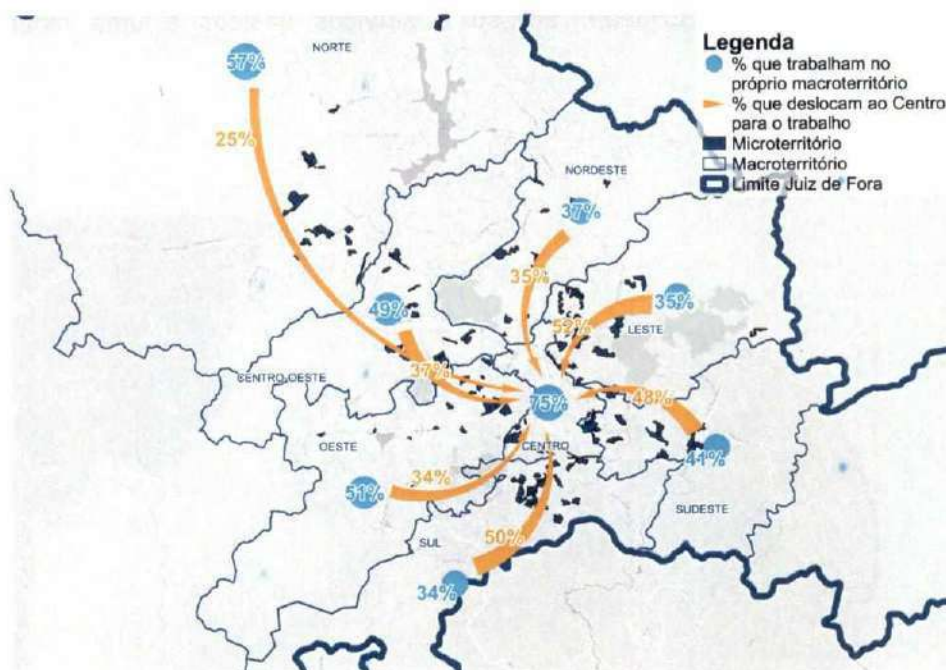 NORTE
57%
25%
Legenda
% que trabalham no
próprio macroterritório
% que deslocam ao Centro
para o trabalho
Microterritório
Macroterritório
Limite Juiz de Fora
NORDESTE
37%
35%
49%
35%
52%
LESTE
37%
CENTRO OESTE
75%
48%
OESTE
CENTRO
44%
51%
34%
SUDESTE
50%
SUL
34%